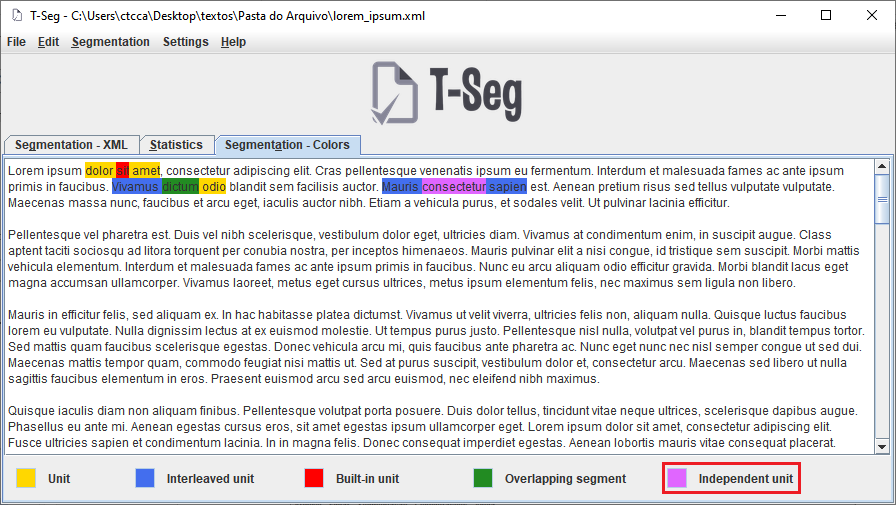 T-Seg - C:\Users\ctcca\Desktop\textos\Pasta do Arquivo\lorem_ipsum.xml
File Edit Segmentation Settings Help
T-Seg
Segmentation - XML Statistics Segmentation - Colors
Lorem ipsum dolor sit amet, consectetur adipiscing elit. Cras pellentesque venenatis ipsum eu fermentum. Interdum et malesuada fames ac ante ipsum
primis in faucibus. Vivamus dictum odio blandit sem facilisis auctor. Mauris consectetur sapien est. Aenean pretium risus sed tellus vulputate vulputate.
Maecenas massa nunc, faucibus et arcu eget, iaculis auctor nibh. Etiam a vehicula purus, et sodales velit. Ut pulvinar lacinia efficitur.
Pellentesque vel pharetra est. Duis vel nibh scelerisque, vestibulum dolor eget, ultricies diam. Vivamus at condimentum enim, in suscipit augue. Class
aptent taciti sociosqu ad litora torquent per conubia nostra, per inceptos himenaeos. Mauris pulvinar elit a nisi congue, id tristique sem suscipit. Morbi mattis
vehicula elementum. Interdum et malesuada fames ac ante ipsum primis in faucibus. Nunc eu arcu aliquam odio efficitur gravida. Morbi blandit lacus eget
magna accumsan ullamcorper. Vivamus laoreet, metus eget cursus ultrices, metus ipsum elementum felis, nec maximus sem ligula non libero.
Mauris in efficitur felis, sed aliquam ex. In hac habitasse platea dictumst. Vivamus ut velit viverra, ultricies felis non, aliquam nulla. Quisque luctus faucibus
lorem eu vulputate. Nulla dignissim lectus at ex euismod molestie. Ut tempus purus justo. Pellentesque nisl nulla, volutpat vel purus in, blandit tempus tortor.
Sed mattis quam faucibus scelerisque egestas. Donec vehicula arcu mi, quis faucibus ante pharetra ac. Nunc eget nunc nec nisl semper congue ut sed dui.
Maecenas mattis tempor quam, commodo feugiat nisi mattis ut. Sed at purus suscipit, vestibulum dolor et, consectetur arcu. Maecenas sed libero ut nulla
sagittis faucibus elementum in eros. Praesent euismod arcu sed arcu euismod, nec eleifend nibh maximus.
Quisque iaculis diam non aliquam finibus. Pellentesque volutpat porta posuere. Duis dolor tellus, tincidunt vitae neque ultrices, scelerisque dapibus augue.
Phasellus eu ante mi. Aenean egestas cursus eros, sit amet egestas ipsum efficitur eget. Lorem ipsum dolor sit amet, consectetur adipiscing elit.
Fusce ultricies sapien et condimentum lacinia. In in magna felis. Donec consequat imperdiet egestas. Aenean lobortis mauris vitae consequat placerat.
Unit Interleaved unit Built-in unit Overlapping segment Independent unit